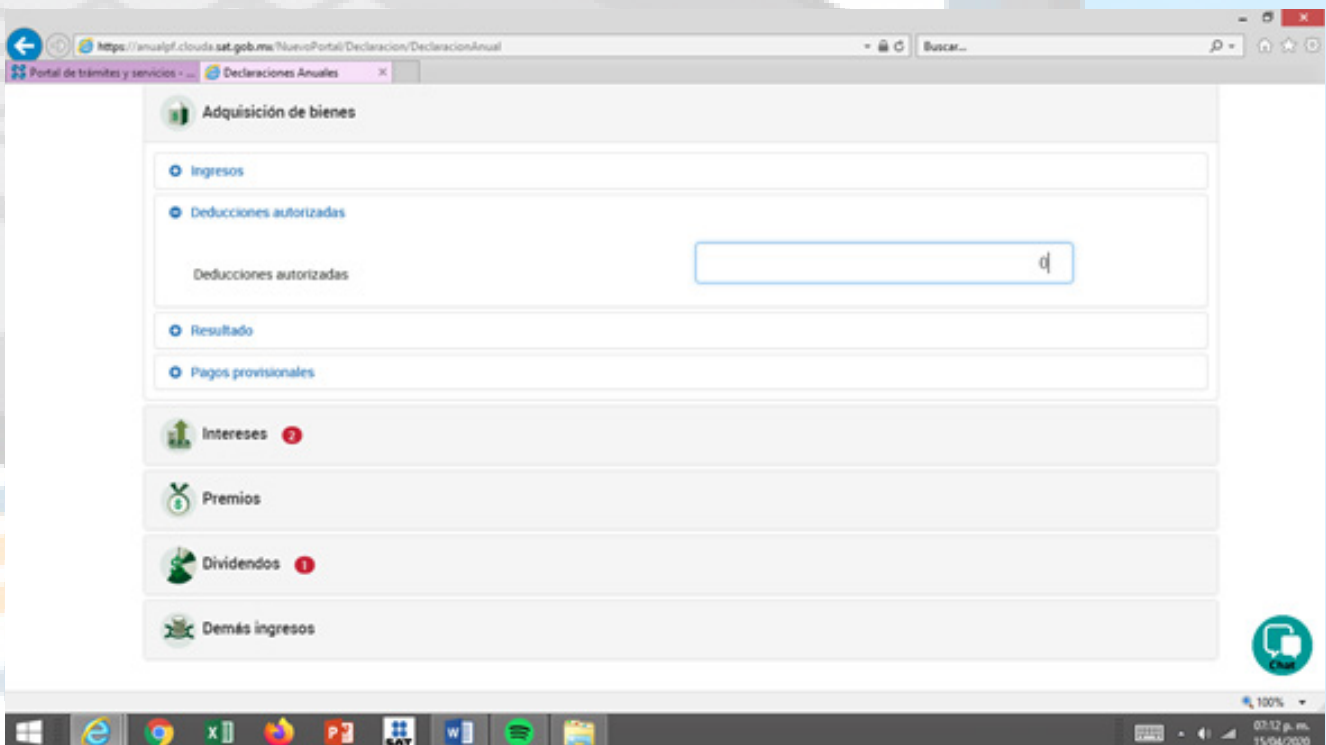 https://anualpf.clouda.sat.gob.mx/NuevoPortal/Declaracion/DeclaracionAnual
Buscar...
Portal de trámites y servicios - ...
Declaraciones Anuales
Adquisición de bienes
Ingresos
Deducciones autorizadas
Deducciones autorizadas
0
Resultado
Pagos provisionales
Intereses 2
Premios
Dividendos 1
Demás ingresos
Chat
100%
SAT
07:12 p. m.
15/04/2020